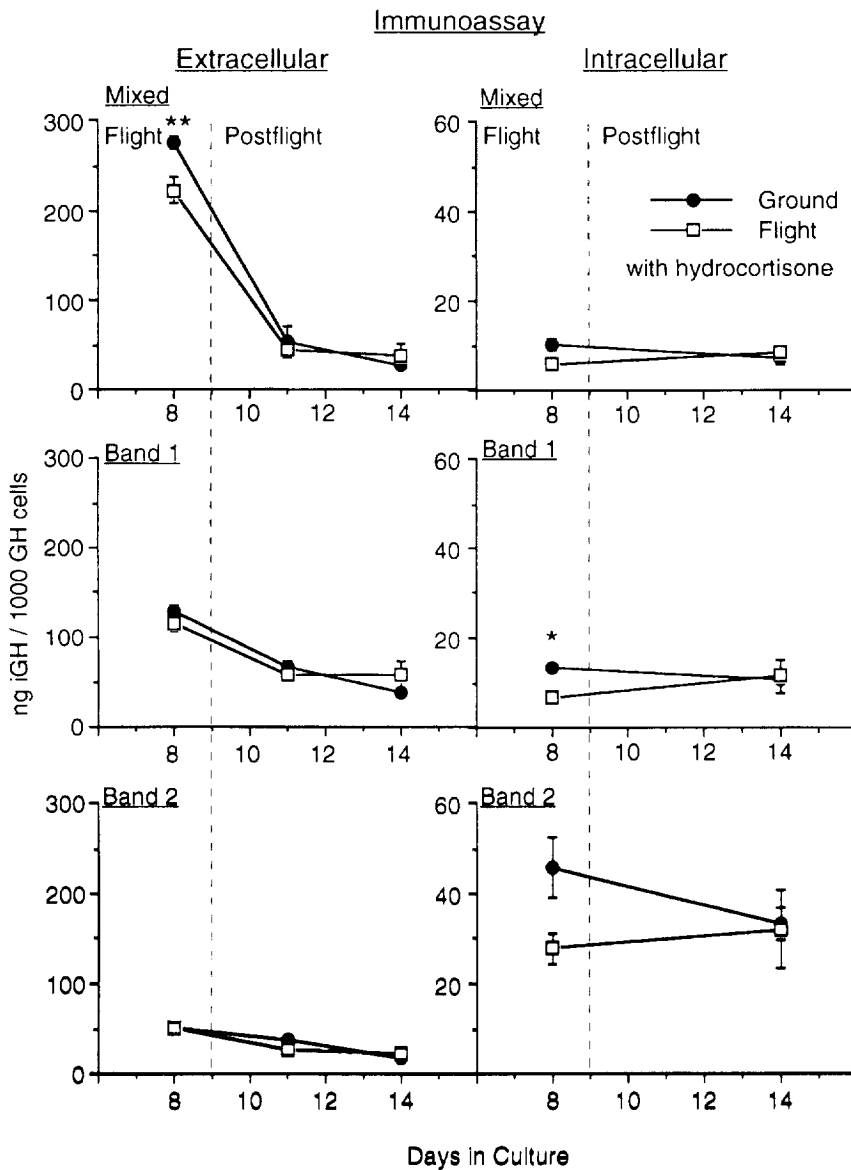 Immunoassay
Extracellular
Intracellular
Mixed
Flight
Postflight
**
300
200
100
0
8
10
12
14
Mixed
Flight
Postflight
60
40
20
8
10
12
14
Ground
Flight
with hydrocortisone
Band 1
300
200
100
0
8
10
12
14
Band 1
*
60
40
20
8
10
12
14
Band 2
300
200
100
0
8
10
12
14
Band 2
60
40
20
8
10
12
14
ng iGH / 1000 GH cells
Days in Culture